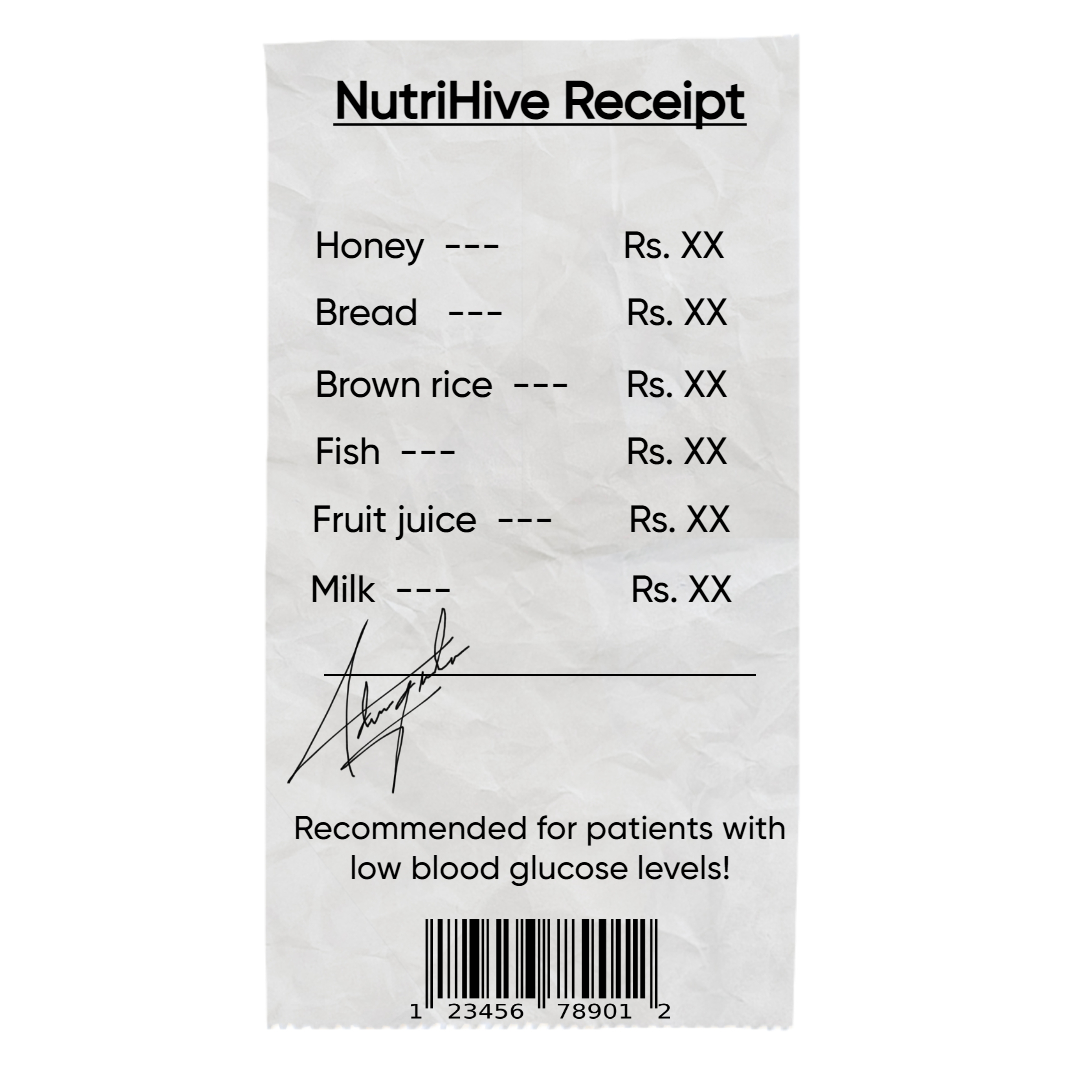 NutriHive Receipt
Honey --- Rs. XX
Bread --- Rs. XX
Brown rice --- Rs. XX
Fish --- Rs. XX
Fruit juice --- Rs. XX
Milk --- Rs. XX
Recommended for patients with
low blood glucose levels!
1 23456 78901 2